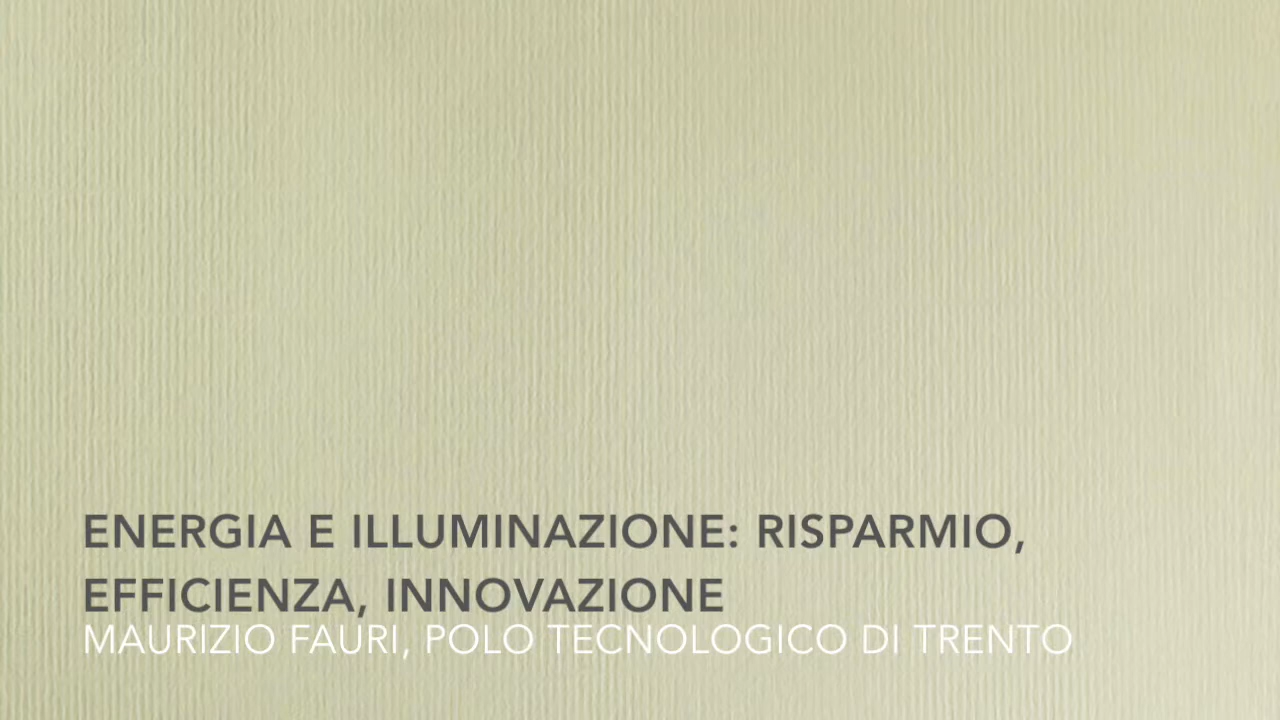 ENERGIA E ILLUMINAZIONE: RISPARMIO,
EFFICIENZA, INNOVAZIONE
MAURIZIO FAURI, POLO TECNOLOGICO DI TRENTO